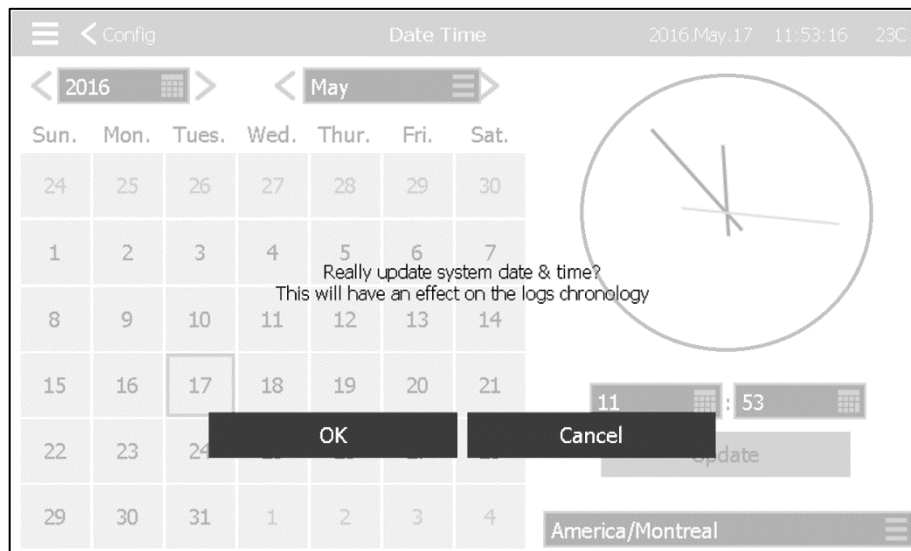 Config Date Time 2016.May.17 11:53:16 23C
2016 May
Sun. Mon. Tues. Wed. Thur. Fri. Sat.
24 25 26 27 28 29 30
1 2 3 4 5 6 7
Really update system date & time?
This will have an effect on the logs chronology
8 9 10 11 12 13 14
15 16 17 18 19 20 21
11 : 53
OK Cancel
Update
22 23 24
29 30 31 1 2 3 4
America/Montreal